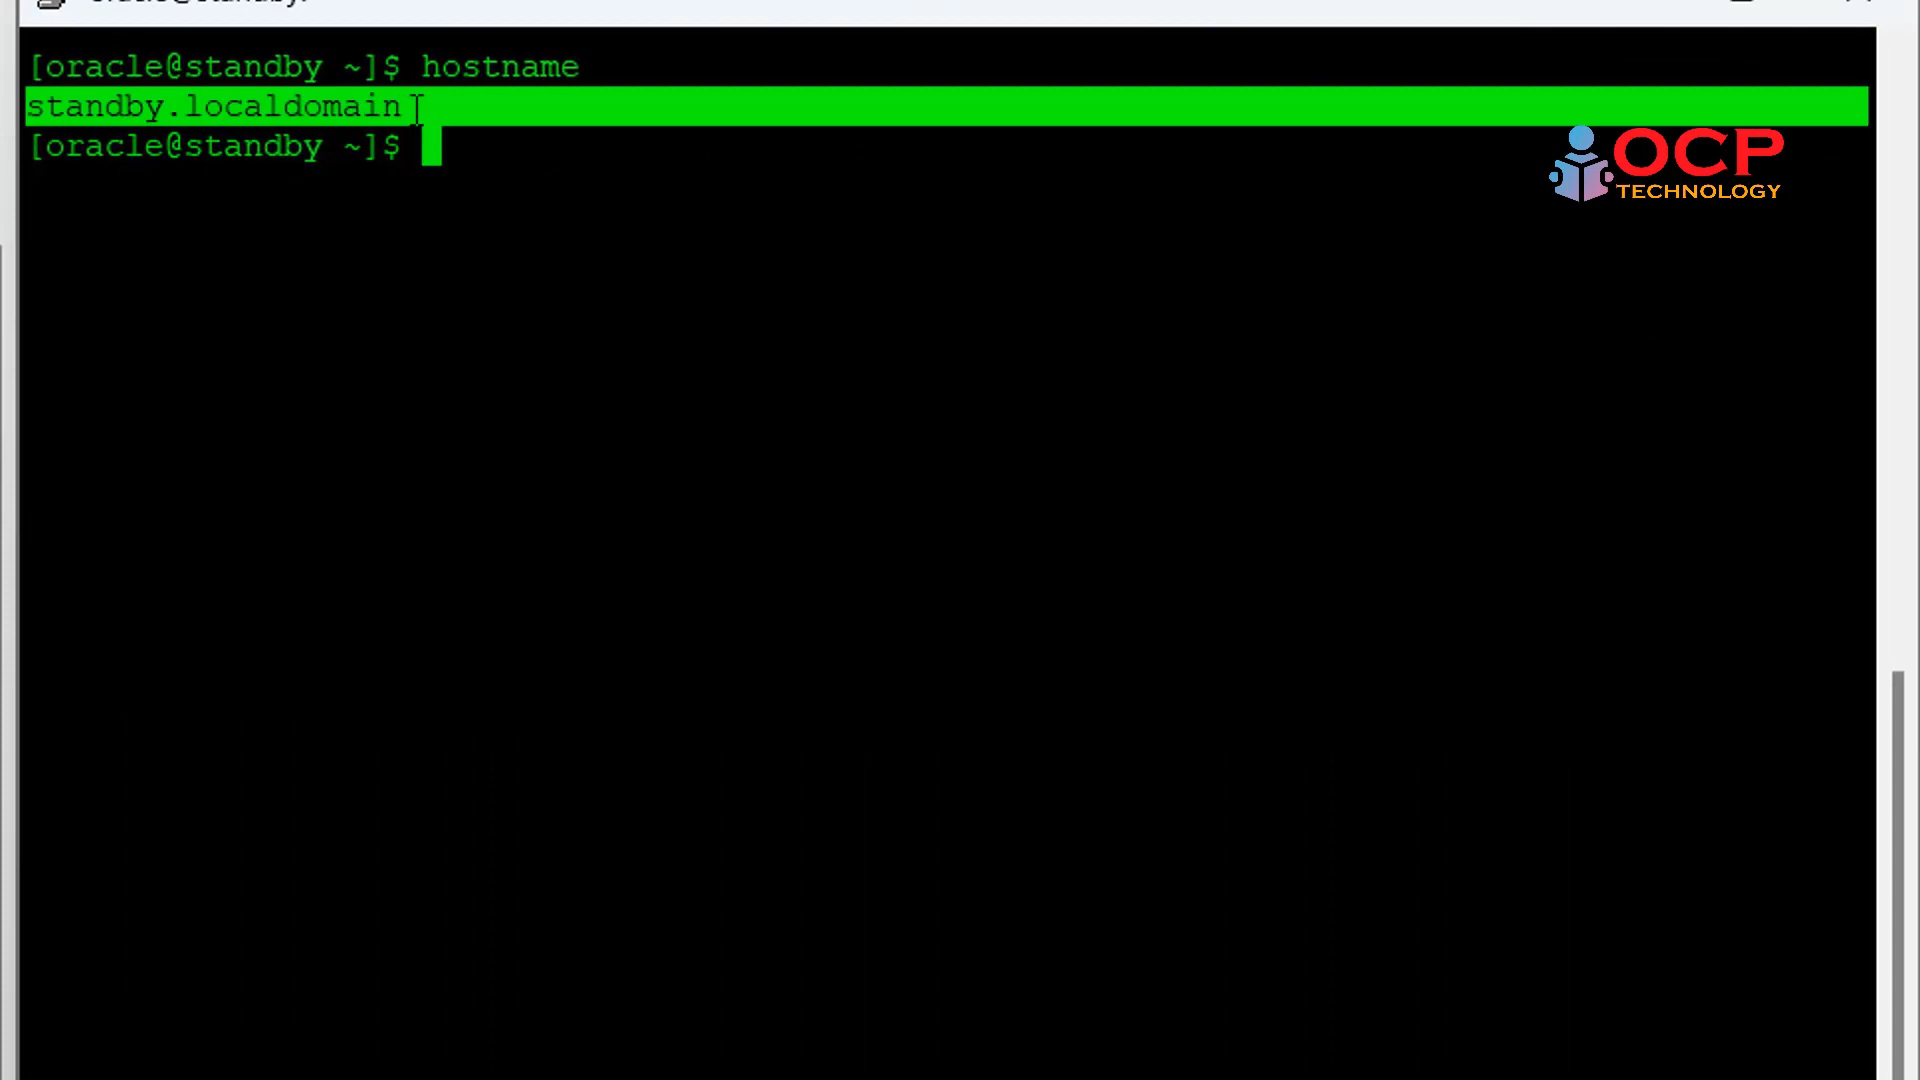 [oracle@standby ~]$ hostname
standby.localdomain
[oracle@standby ~]$
OCP
TECHNOLOGY